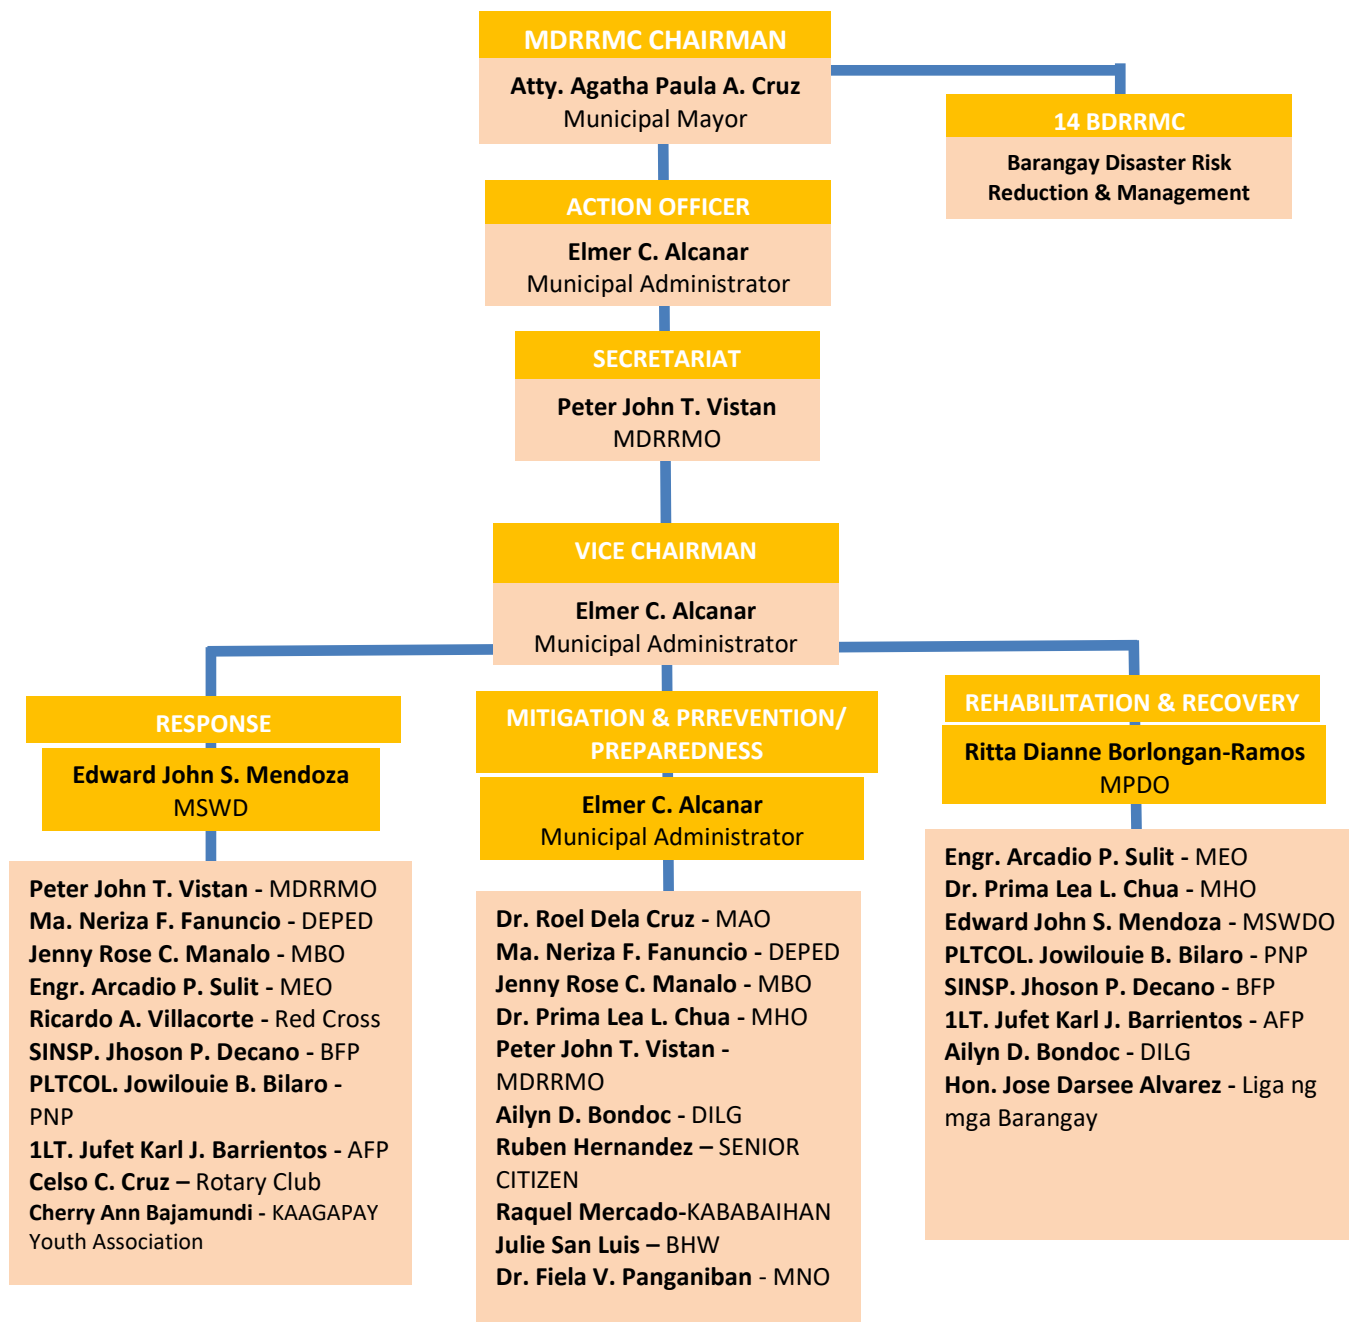 MDRRMC CHAIRMAN
Atty. Agatha Paula A. Cruz
Municipal Mayor
14 BDRRMC
Barangay Disaster Risk
Reduction & Management
ACTION OFFICER
Elmer C. Alcanar
Municipal Administrator
SECRETARIAT
Peter John T. Vistan
MDRRMO
VICE CHAIRMAN
Elmer C. Alcanar
Municipal Administrator
RESPONSE
Edward John S. Mendoza
MSWD
Peter John T. Vistan - MDRRMO
Ma. Neriza F. Fanuncio - DEPED
Jenny Rose C. Manalo - MBO
Engr. Arcadio P. Sulit - MEO
Ricardo A. Villacorte - Red Cross
SINSP. Jhoson P. Decano - BFP
PLTCOL. Jowilouie B. Bilaro -
PNP
1LT. Jufet Karl J. Barrientos - AFP
Celso C. Cruz – Rotary Club
Cherry Ann Bajamundi - KAAGAPAY
Youth Association
MITIGATION & PRREVENTION/
PREPAREDNESS
Elmer C. Alcanar
Municipal Administrator
Dr. Roel Dela Cruz - MAO
Ma. Neriza F. Fanuncio - DEPED
Jenny Rose C. Manalo - MBO
Dr. Prima Lea L. Chua - MHO
Peter John T. Vistan -
MDRRMO
Ailyn D. Bondoc - DILG
Ruben Hernandez – SENIOR
CITIZEN
Raquel Mercado-KABABAIHAN
Julie San Luis – BHW
Dr. Fiela V. Panganiban - MNO
REHABILITATION & RECOVERY
Ritta Dianne Borlongan-Ramos
MPDO
Engr. Arcadio P. Sulit - MEO
Dr. Prima Lea L. Chua - MHO
Edward John S. Mendoza - MSWDO
PLTCOL. Jowilouie B. Bilaro - PNP
SINSP. Jhoson P. Decano - BFP
1LT. Jufet Karl J. Barrientos - AFP
Ailyn D. Bondoc - DILG
Hon. Jose Darsee Alvarez - Liga ng
mga Barangay